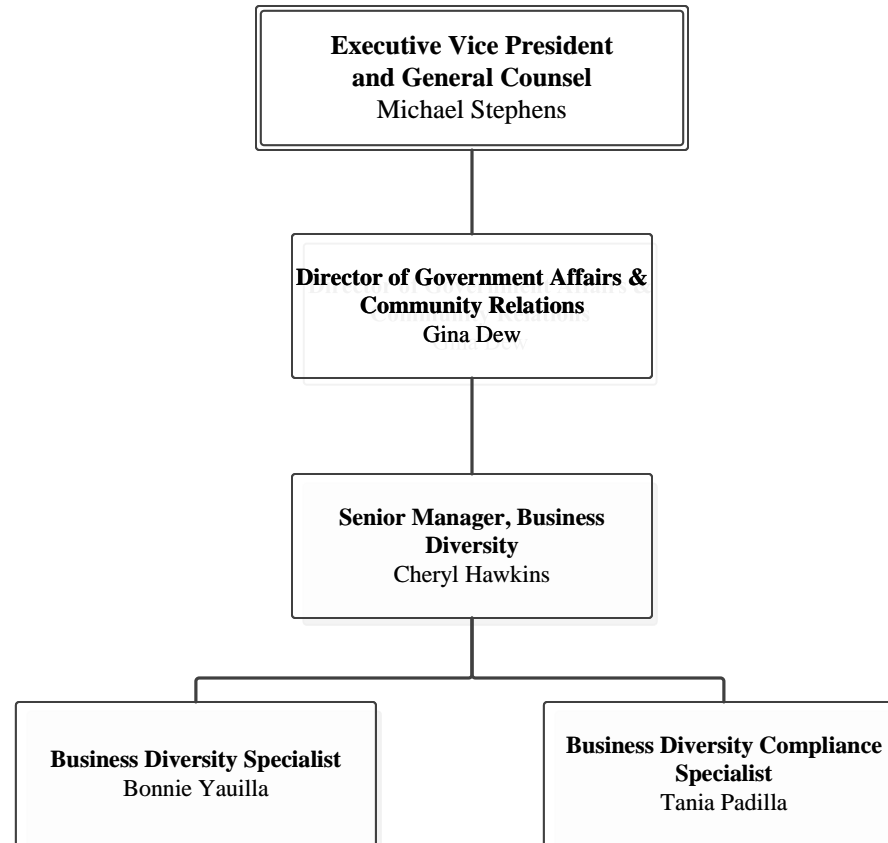 Executive Vice President
and General Counsel
Michael Stephens
Director of Government Affairs &
Community Relations
Gina Dew
Senior Manager, Business
Diversity
Cheryl Hawkins
Business Diversity Specialist
Bonnie Yauilla
Business Diversity Compliance
Specialist
Tania Padilla